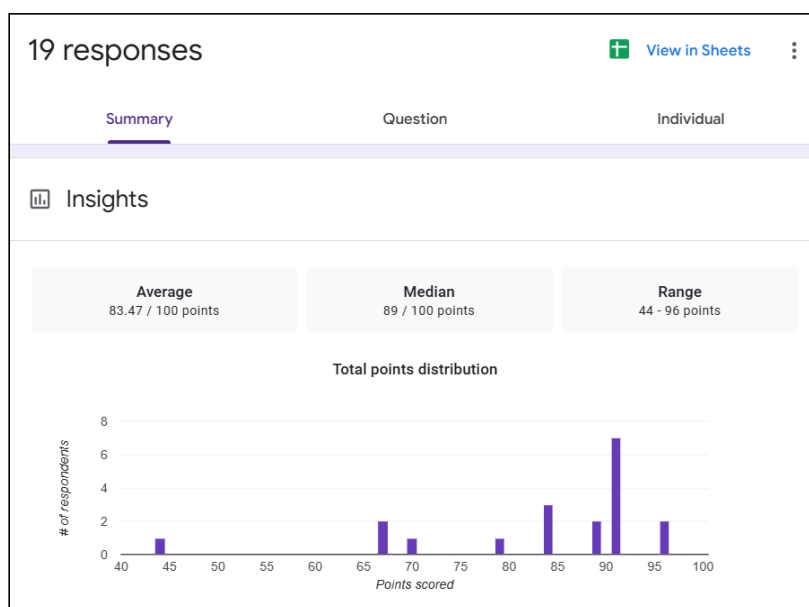 19 responses
View in Sheets
Summary Question Individual
Insights
Average Median Range
83.47 / 100 points 89 / 100 points 44 - 96 points
Total points distribution
# of respondents
8
6
4
2
0
40 45 50 55 60 65 70 75 80 85 90 95 100
Points scored